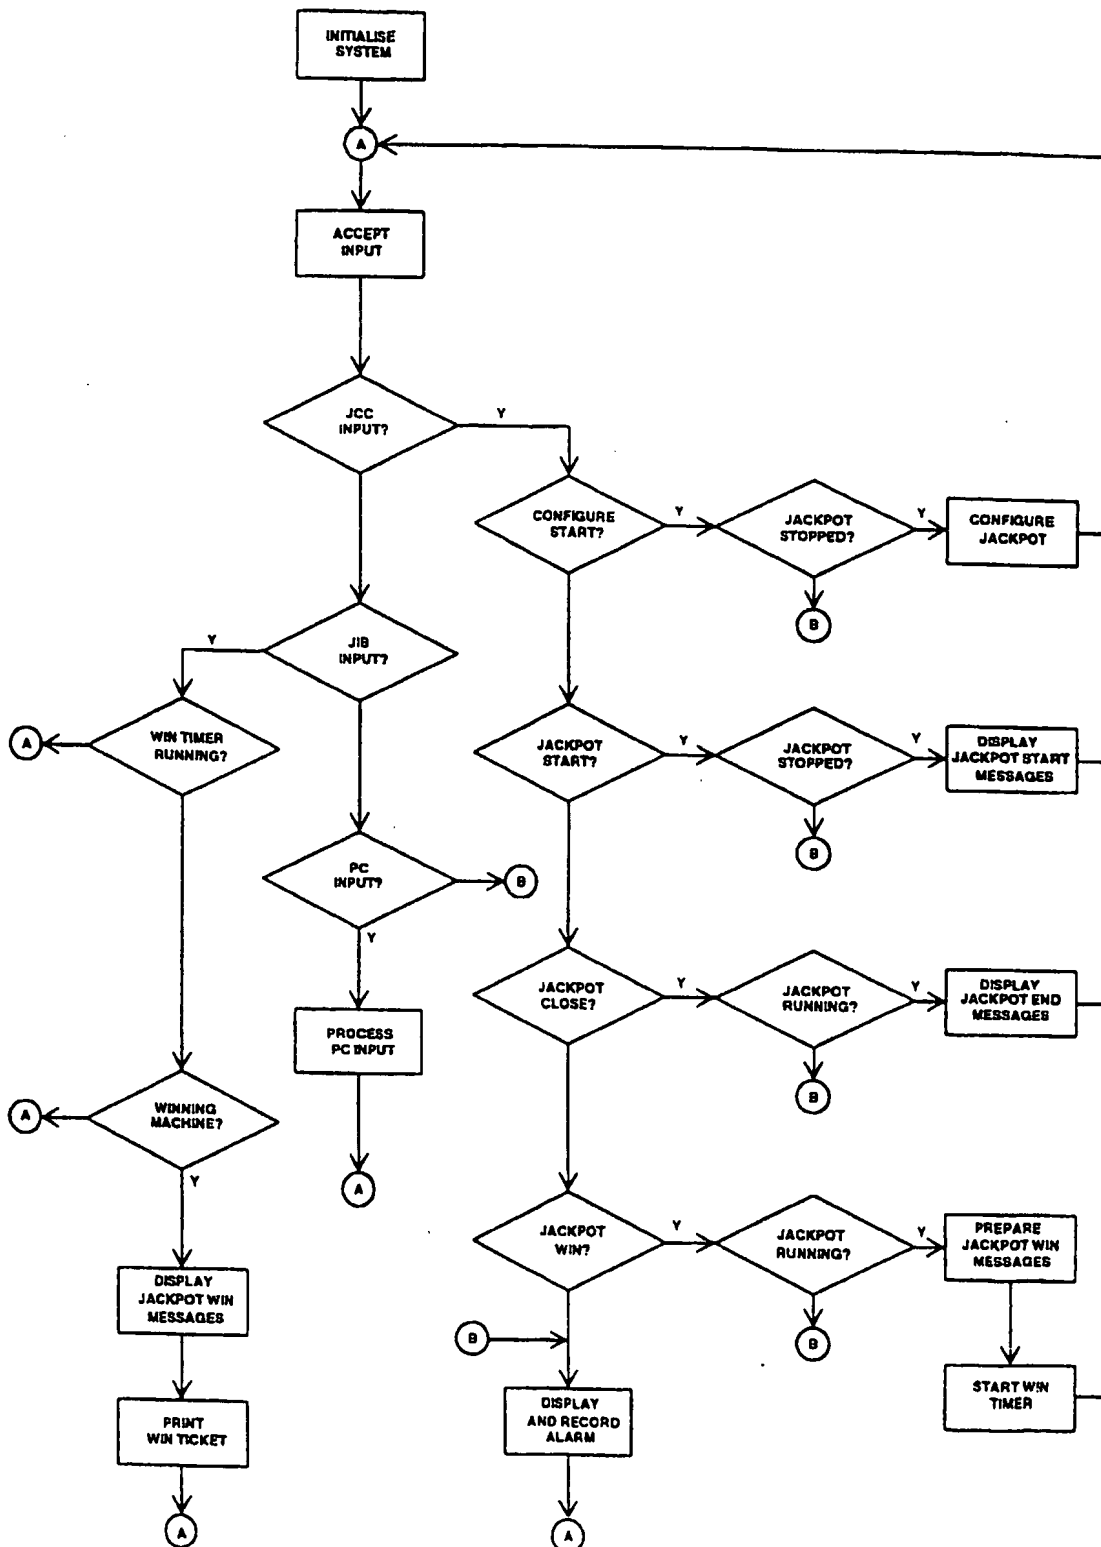 INITIALISE
SYSTEM
A
ACCEPT
INPUT
JCC
INPUT?
Y
CONFIGURE
START?
Y
JACKPOT
STOPPED?
Y
CONFIGURE
JACKPOT
B
JIB
INPUT?
Y
WIN TIMER
RUNNING?
A
JACKPOT
START?
Y
JACKPOT
STOPPED?
Y
DISPLAY
JACKPOT START
MESSAGES
B
PC
INPUT?
B
Y
PROCESS
PC INPUT
A
JACKPOT
CLOSE?
Y
JACKPOT
RUNNING?
Y
DISPLAY
JACKPOT END
MESSAGES
B
WINNING
MACHINE?
A
Y
DISPLAY
JACKPOT WIN
MESSAGES
PRINT
WIN TICKET
A
JACKPOT
WIN?
Y
JACKPOT
RUNNING?
Y
PREPARE
JACKPOT WIN
MESSAGES
B
START WIN
TIMER
B
DISPLAY
AND RECORD
ALARM
A